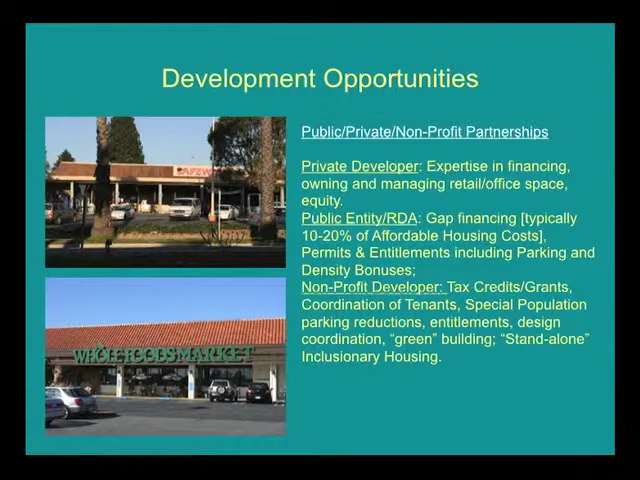 Development Opportunities
SAFEWAY
WHOLE FOODS MARKET
Public/Private/Non-Profit Partnerships
Private Developer: Expertise in financing,
owning and managing retail/office space,
equity.
Public Entity/RDA: Gap financing [typically
10-20% of Affordable Housing Costs],
Permits & Entitlements including Parking and
Density Bonuses;
Non-Profit Developer: Tax Credits/Grants,
Coordination of Tenants, Special Population
parking reductions, entitlements, design
coordination, “green” building; “Stand-alone”
Inclusionary Housing.